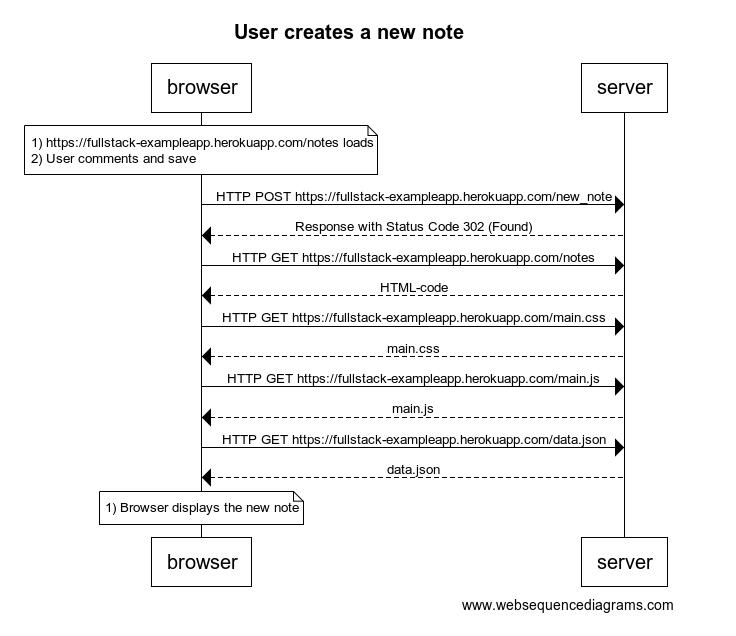 User creates a new note
browser
server
1) https://fullstack-exampleapp.herokuapp.com/notes loads
2) User comments and save
HTTP POST https://fullstack-exampleapp.herokuapp.com/new_note
Response with Status Code 302 (Found)
HTTP GET https://fullstack-exampleapp.herokuapp.com/notes
HTML-code
HTTP GET https://fullstack-exampleapp.herokuapp.com/main.css
main.css
HTTP GET https://fullstack-exampleapp.herokuapp.com/main.js
main.js
HTTP GET https://fullstack-exampleapp.herokuapp.com/data.json
data.json
1) Browser displays the new note
browser
server
www.websequencediagrams.com